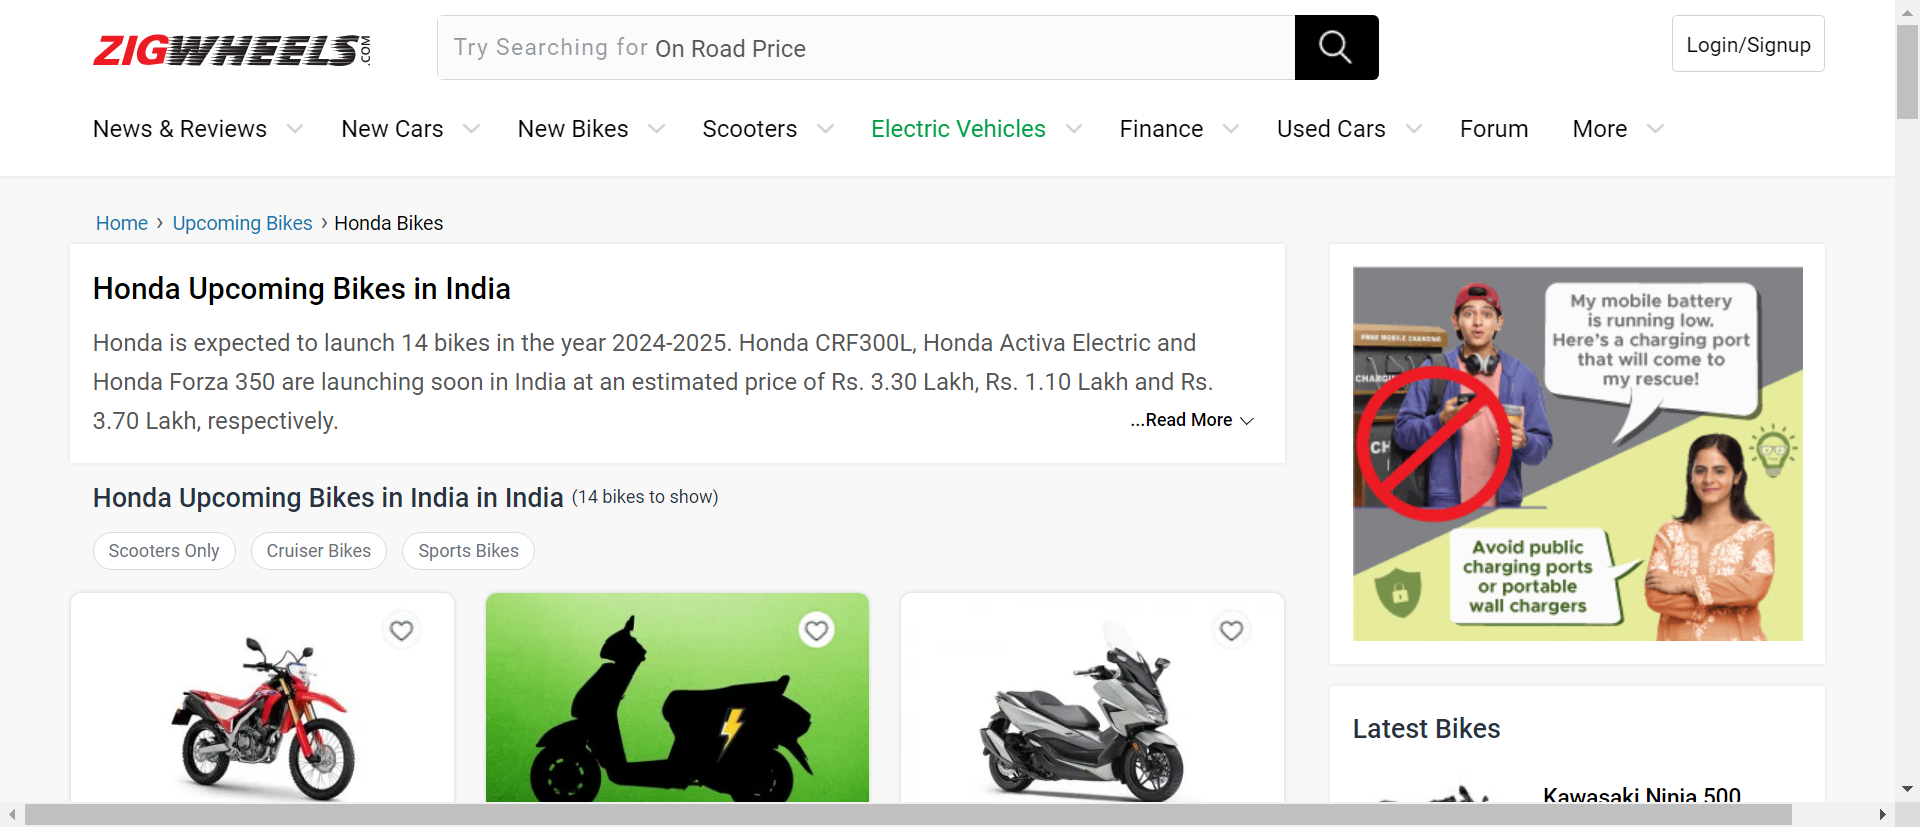 ZIGWHEELS.COM
Try Searching for On Road Price
Login/Signup
News & Reviews New Cars New Bikes Scooters Electric Vehicles Finance Used Cars Forum More
Home › Upcoming Bikes › Honda Bikes
Honda Upcoming Bikes in India
Honda is expected to launch 14 bikes in the year 2024-2025. Honda CRF300L, Honda Activa Electric and
Honda Forza 350 are launching soon in India at an estimated price of Rs. 3.30 Lakh, Rs. 1.10 Lakh and Rs.
3.70 Lakh, respectively.
...Read More
Honda Upcoming Bikes in India in India (14 bikes to show)
Scooters Only Cruiser Bikes Sports Bikes
My mobile battery
is running low.
Here's a charging port
that will come to
my rescue!
FREE MOBILE CHARGING
Avoid public
charging ports
or portable
wall chargers
Latest Bikes
Kawasaki Ninja 500